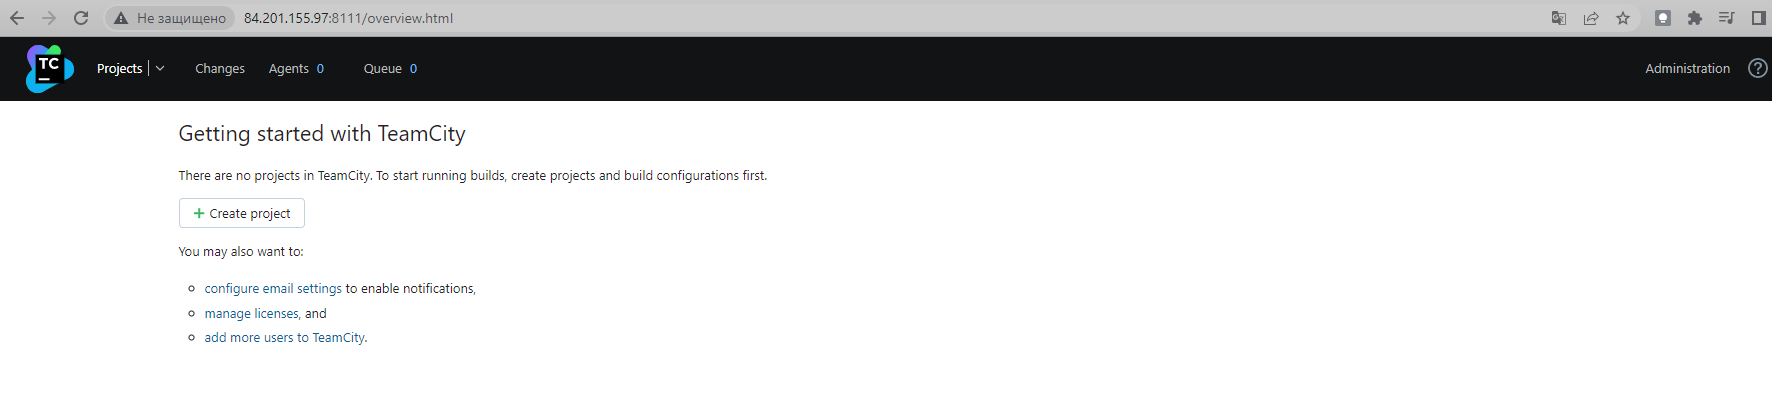 Не защищено 84.201.155.97:8111/overview.html
TC Projects Changes Agents 0 Queue 0 Administration ?
Getting started with TeamCity
There are no projects in TeamCity. To start running builds, create projects and build configurations first.
+ Create project
You may also want to:
configure email settings to enable notifications,
manage licenses, and
add more users to TeamCity.